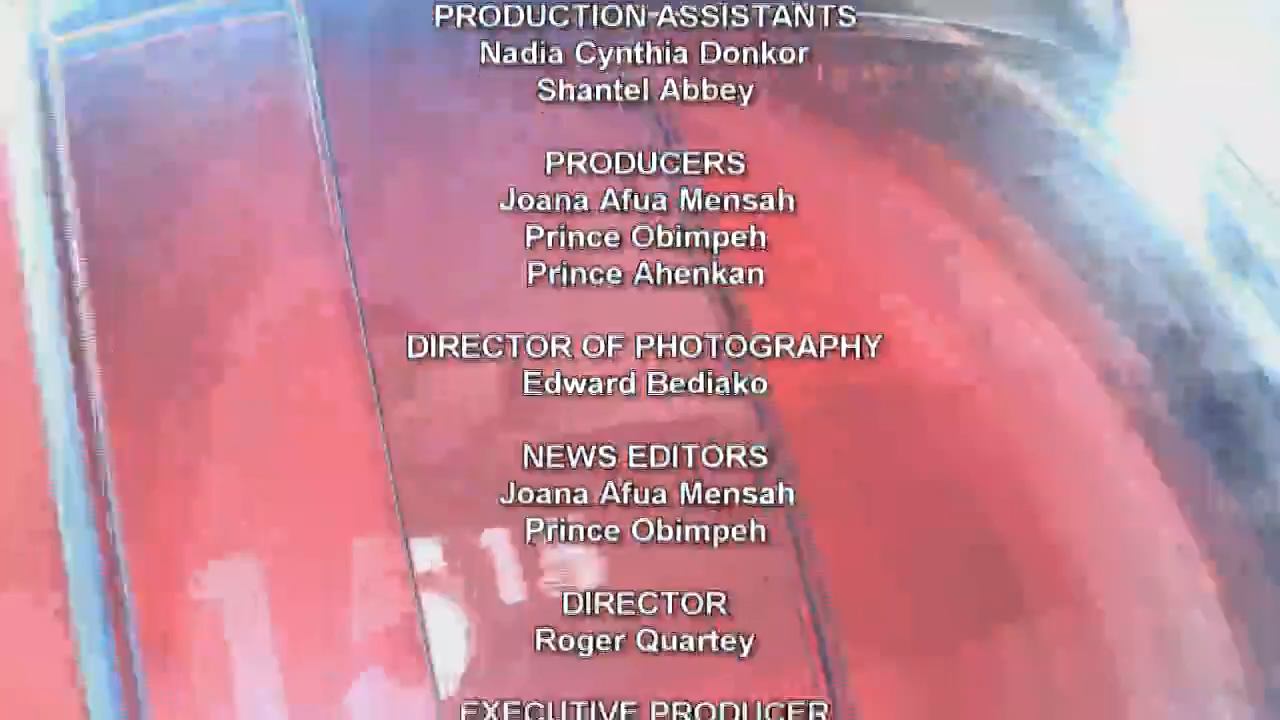 PRODUCTION ASSISTANTS
Nadia Cynthia Donkor
Shantel Abbey
PRODUCERS
Joana Afua Mensah
Prince Obimpeh
Prince Ahenkan
DIRECTOR OF PHOTOGRAPHY
Edward Bediako
NEWS EDITORS
Joana Afua Mensah
Prince Obimpeh
DIRECTOR
Roger Quartey
EXECUTIVE PRODUCER